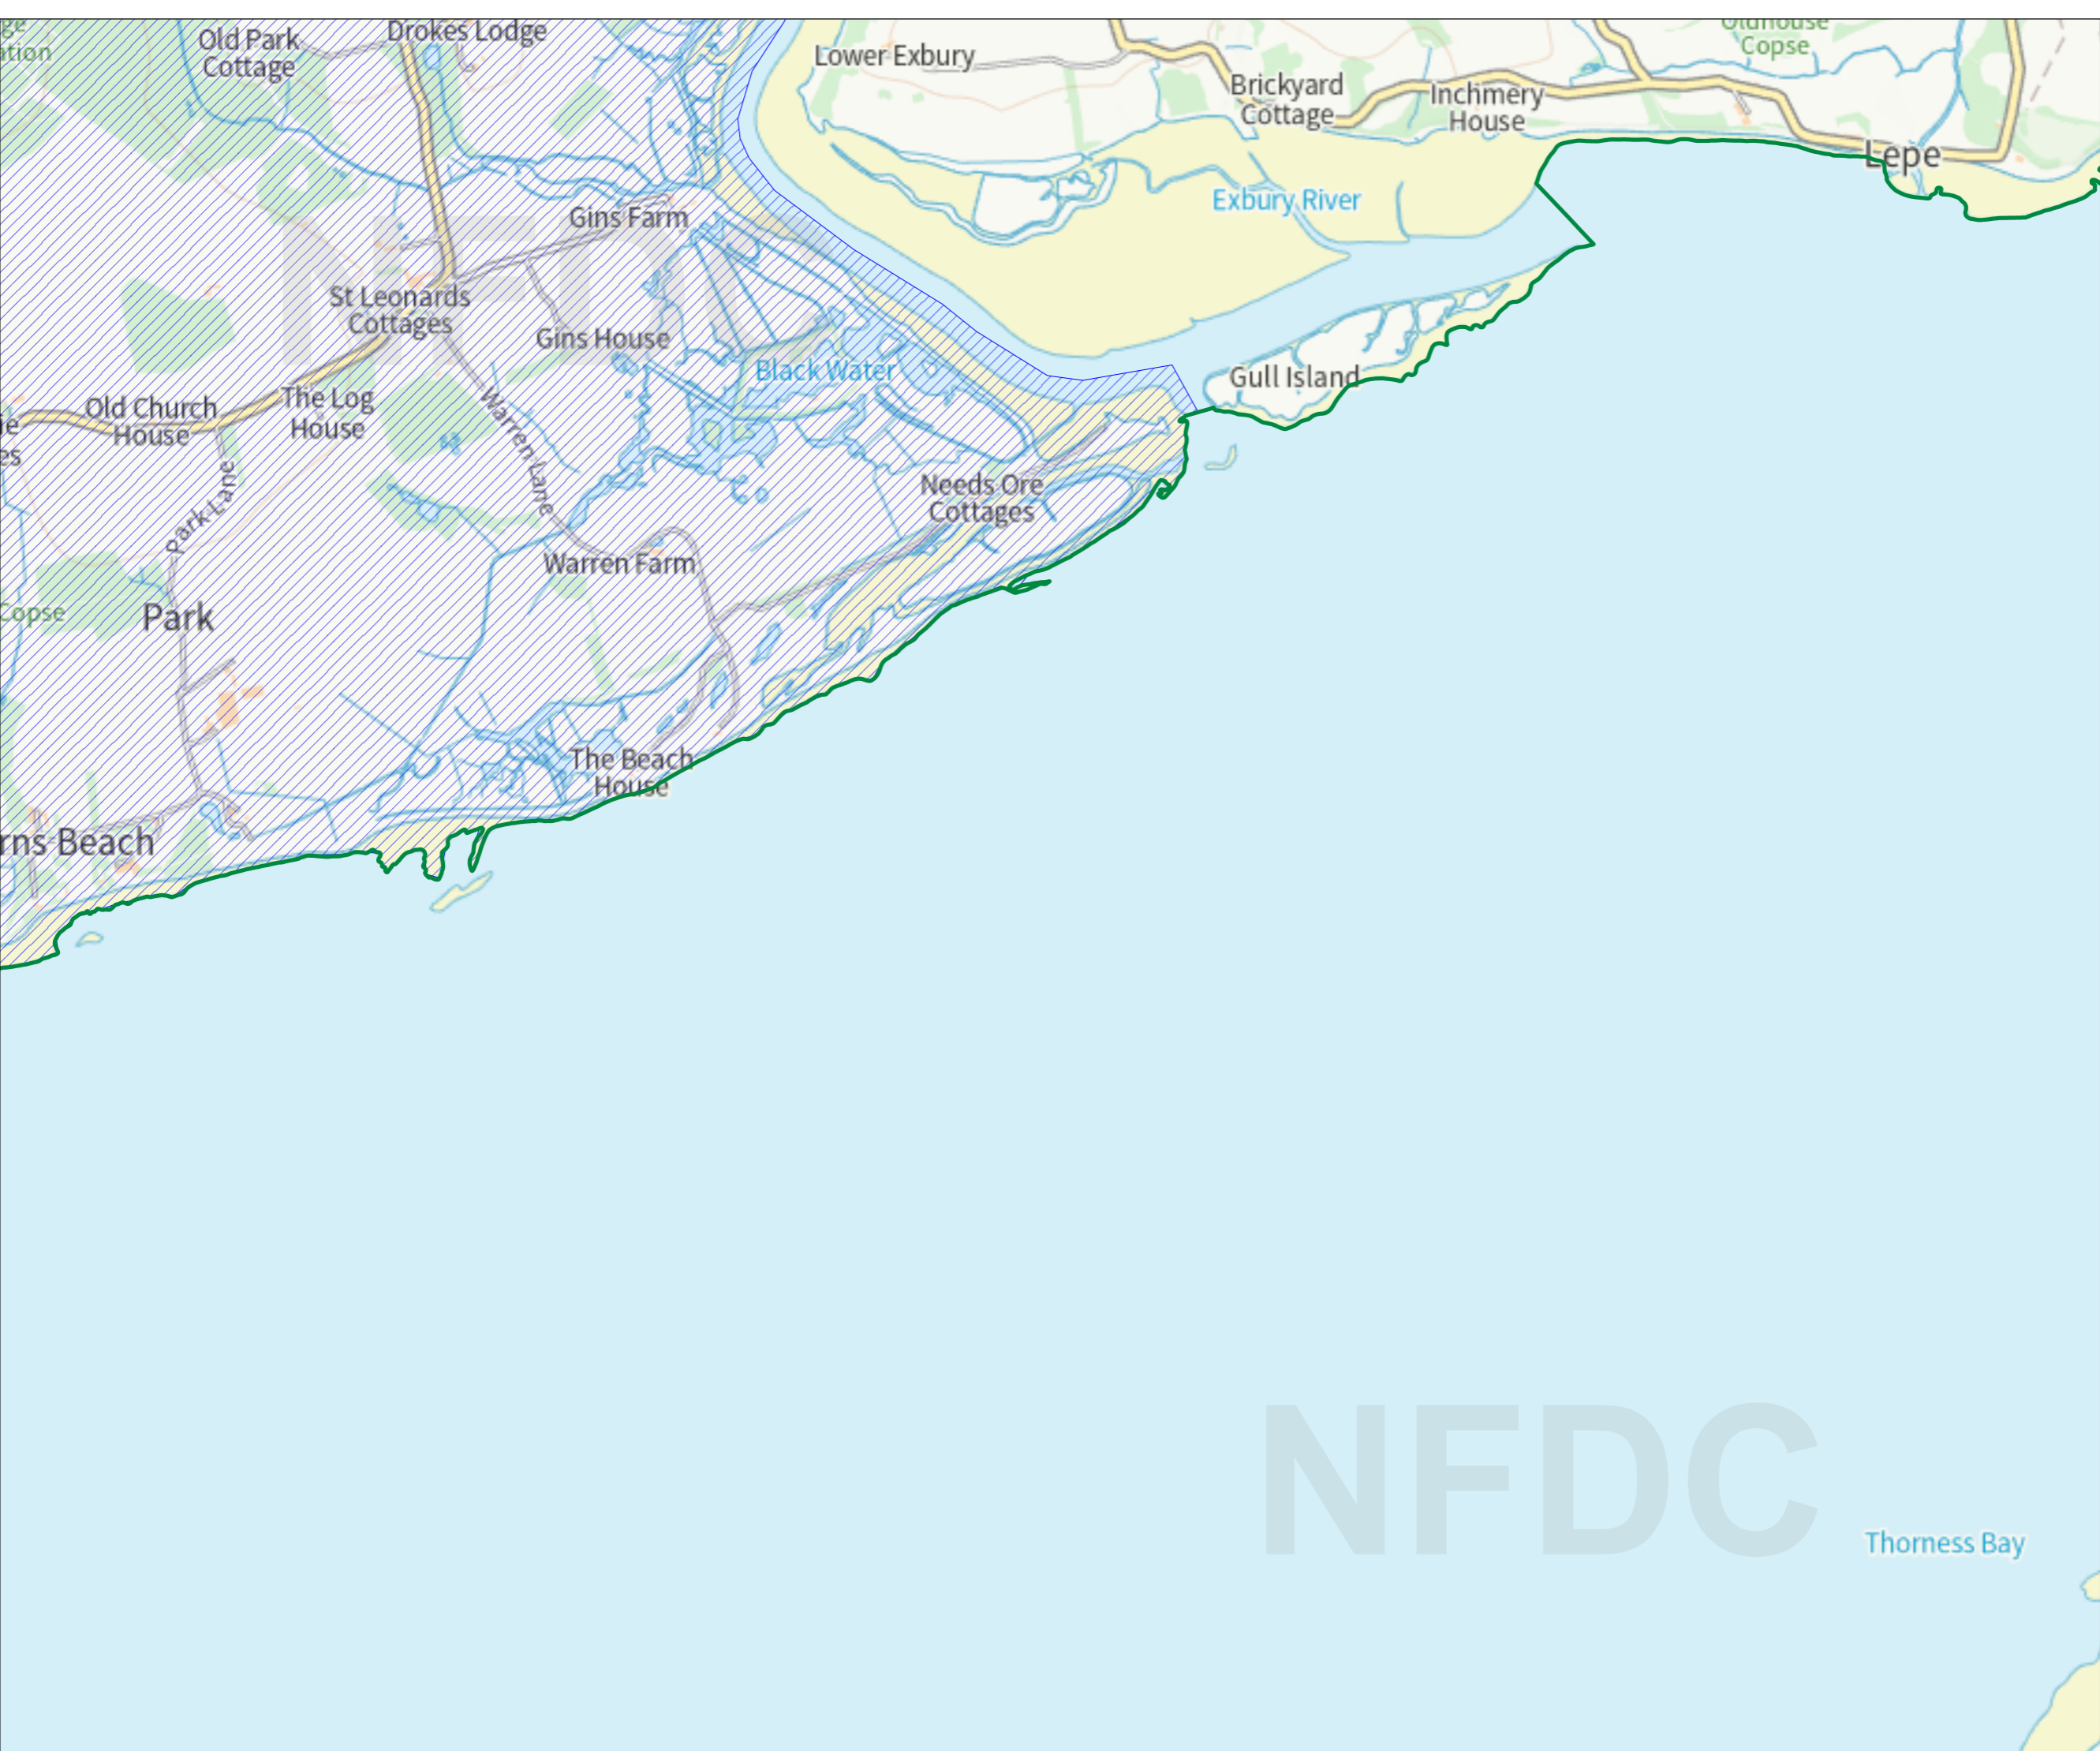 Drokes Lodge
Old Park
Cottage
Lower Exbury
Copse
Brickyard
Cottage
Inchmery
House
Lepe
Exbury River
Gins Farm
St Leonards
Cottages
Gins House
Black Water
Gull Island
Old Church
House
The Log
House
Warren Lane
Park Lane
Needs Ore
Cottages
Warren Farm
Copse
Park
The Beach
House
rns Beach
NFDC
Thorness Bay